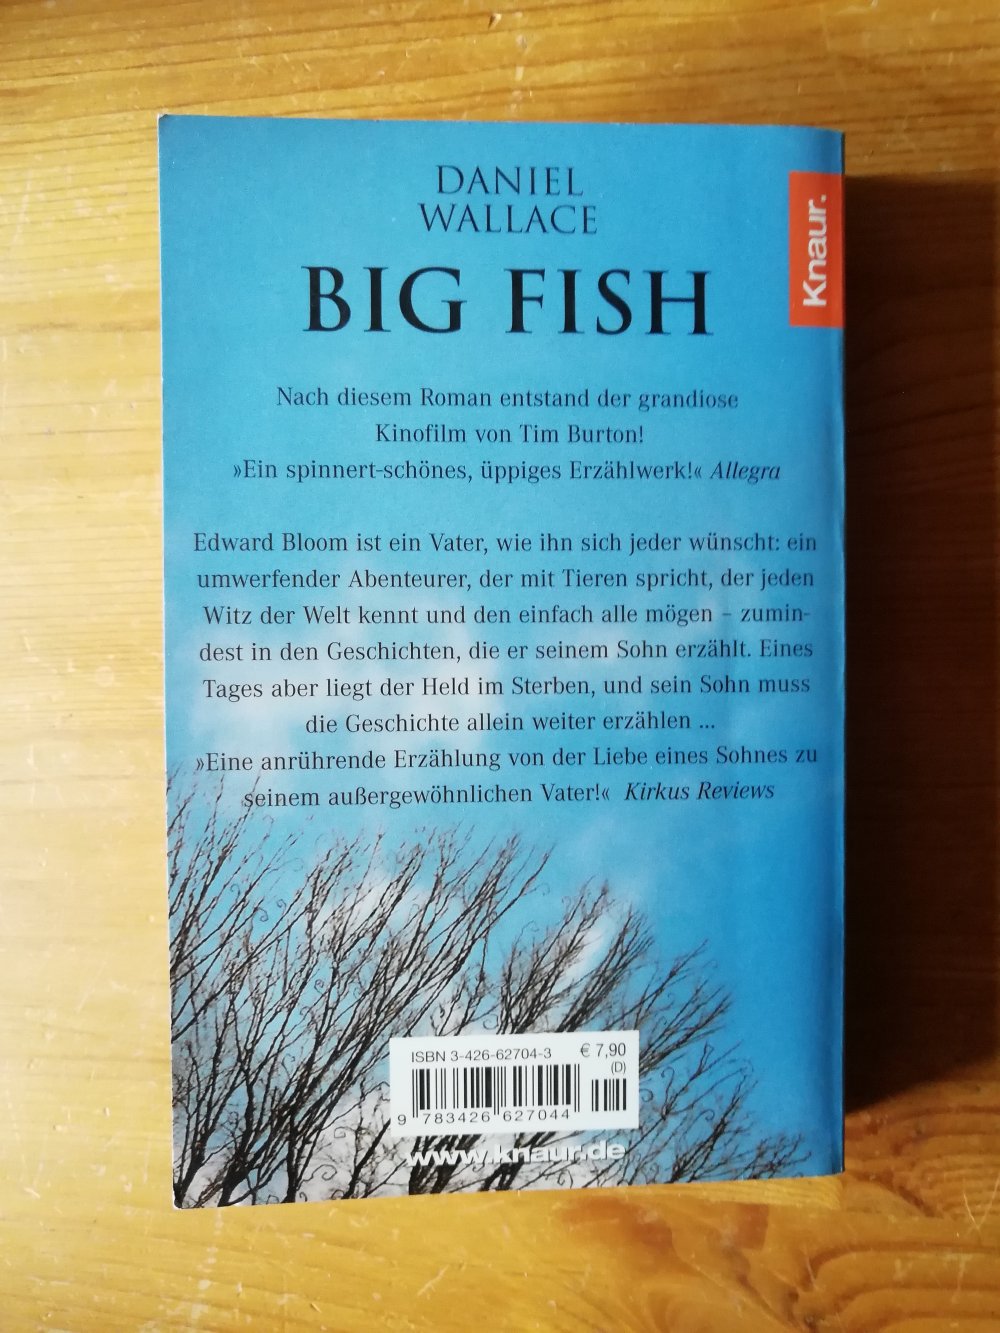 DANIEL
WALLACE
BIG FISH
Knaur.
Nach diesem Roman entstand der grandiose
Kinofilm von Tim Burton!
»Ein spinnert-schönes, üppiges Erzählwerk!« Allegra
Edward Bloom ist ein Vater, wie ihn sich jeder wünscht: ein
umwerfender Abenteurer, der mit Tieren spricht, der jeden
Witz der Welt kennt und den einfach alle mögen – zumin-
dest in den Geschichten, die er seinem Sohn erzählt. Eines
Tages aber liegt der Held im Sterben, und sein Sohn muss
die Geschichte allein weiter erzählen ...
»Eine anrührende Erzählung von der Liebe eines Sohnes zu
seinem außergewöhnlichen Vater!« Kirkus Reviews
ISBN 3-426-62704-3 € 7,90
(D)
9 783426 627044
www.knaur.de